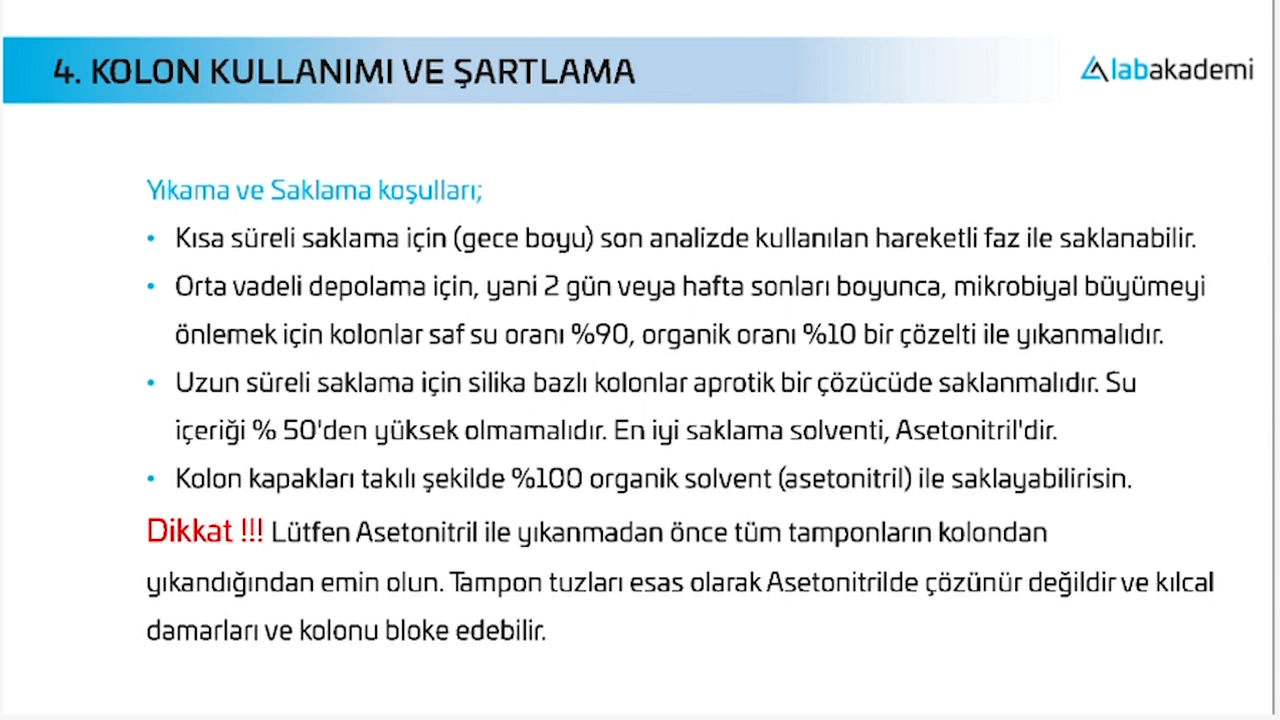 4. KOLON KULLANIMI VE ŞARTLAMA
labakademi
Yıkama ve Saklama koşulları;
• Kısa süreli saklama için (gece boyu) son analizde kullanılan hareketli faz ile saklanabilir.
• Orta vadeli depolama için, yani 2 gün veya hafta sonları boyunca, mikrobiyal büyümeyi
önlemek için kolonlar saf su oranı %90, organik oranı %10 bir çözelti ile yıkanmalıdır.
• Uzun süreli saklama için silika bazlı kolonlar aprotik bir çözücüde saklanmalıdır. Su
içeriği % 50'den yüksek olmamalıdır. En iyi saklama solventi, Asetonitril'dir.
• Kolon kapakları takılı şekilde %100 organik solvent (asetonitril) ile saklayabilirisin.
Dikkat !!! Lütfen Asetonitril ile yıkanmadan önce tüm tamponların kolondan
yıkandığından emin olun. Tampon tuzları esas olarak Asetonitrilde çözünür değildir ve kılcal
damarları ve kolonu bloke edebilir.